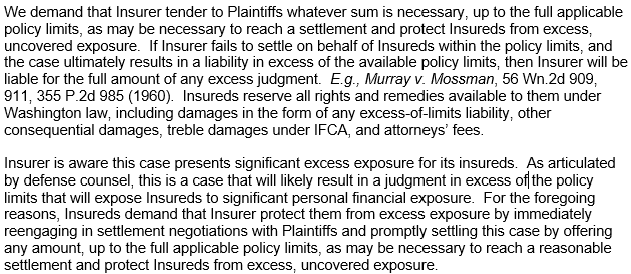 We demand that Insurer tender to Plaintiffs whatever sum is necessary, up to the full applicable
policy limits, as may be necessary to reach a settlement and protect Insureds from excess,
uncovered exposure.  If Insurer fails to settle on behalf of Insureds within the policy limits, and
the case ultimately results in a liability in excess of the available policy limits, then Insurer will be
liable for the full amount of any excess judgment.  E.g., Murray v. Mossman, 56 Wn.2d 909,
911, 355 P.2d 985 (1960).  Insureds reserve all rights and remedies available to them under
Washington law, including damages in the form of any excess-of-limits liability, other
consequential damages, treble damages under IFCA, and attorneys' fees.

Insurer is aware this case presents significant excess exposure for its insureds.  As articulated
by defense counsel, this is a case that will likely result in a judgment in excess of the policy
limits that will expose Insureds to significant personal financial exposure.  For the foregoing
reasons, Insureds demand that Insurer protect them from excess exposure by immediately
reengaging in settlement negotiations with Plaintiffs and promptly settling this case by offering
any amount, up to the full applicable policy limits, as may be necessary to reach a reasonable
settlement and protect Insureds from excess, uncovered exposure.